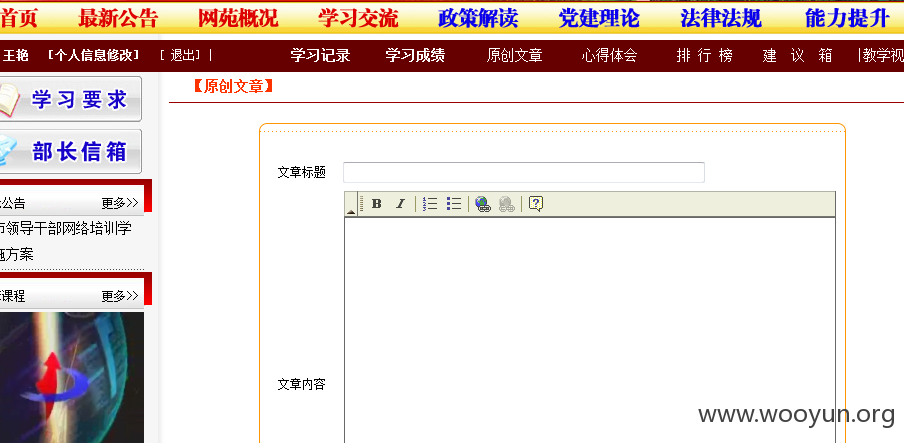 首页 最新公告 网苑概况 学习交流 政策解读 党建理论 法律法规 能力提升
王艳 [个人信息修改] [ 退出] | 学习记录 学习成绩 原创文章 心得体会 排 行 榜 建 议 箱 |教学视
【原创文章】
学习要求
部长信箱
公告 更多>>
市领导干部网络培训学
施方案
课程 更多>>
文章标题
B I
文章内容
www.wooyun.org